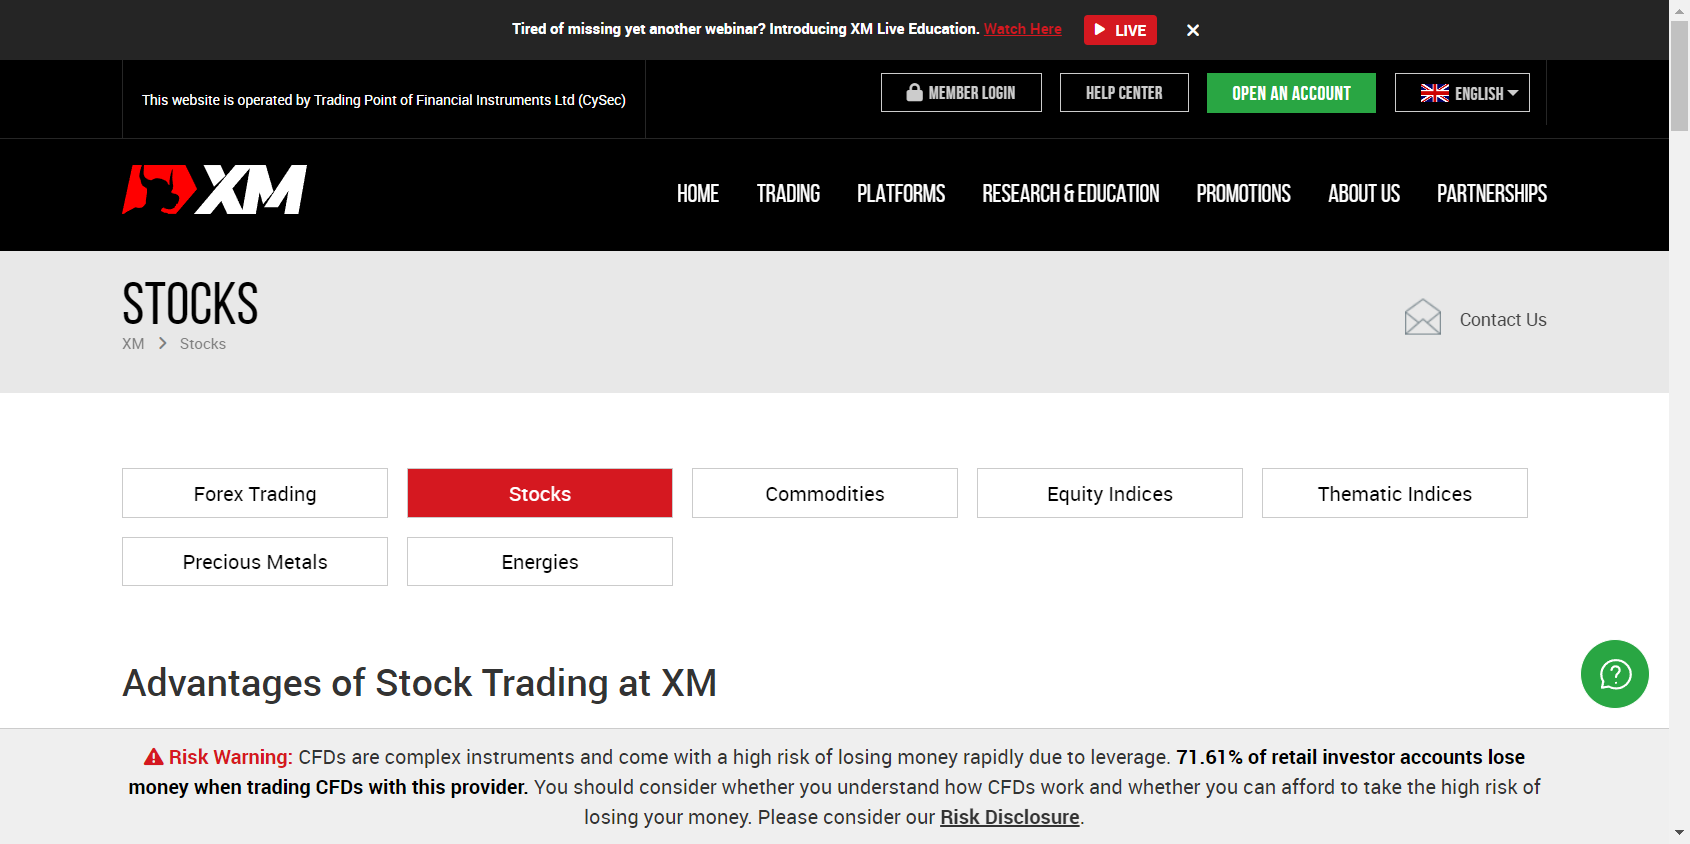 Tired of missing yet another webinar? Introducing XM Live Education. Watch Here LIVE
This website is operated by Trading Point of Financial Instruments Ltd (CySec)
MEMBER LOGIN
HELP CENTER
OPEN AN ACCOUNT
ENGLISH
XM
HOME
TRADING
PLATFORMS
RESEARCH & EDUCATION
PROMOTIONS
ABOUT US
PARTNERSHIPS
STOCKS
XM
Stocks
Contact Us
Forex Trading
Stocks
Commodities
Equity Indices
Thematic Indices
Precious Metals
Energies
Advantages of Stock Trading at XM
Risk Warning: CFDs are complex instruments and come with a high risk of losing money rapidly due to leverage. 71.61% of retail investor accounts lose
money when trading CFDs with this provider. You should consider whether you understand how CFDs work and whether you can afford to take the high risk of
losing your money. Please consider our Risk Disclosure.